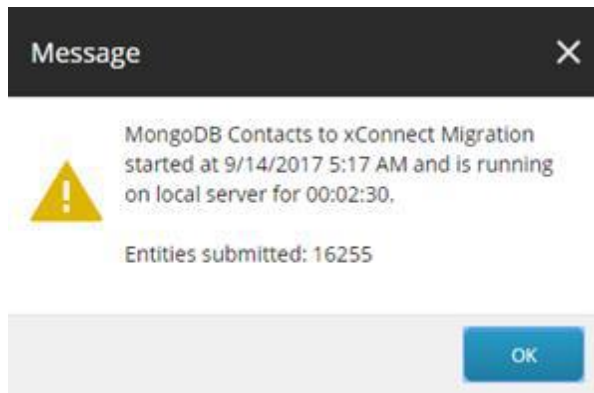 Message
MongoDB Contacts to xConnect Migration
started at 9/14/2017 5:17 AM and is running
on local server for 00:02:30.
Entities submitted: 16255
OK